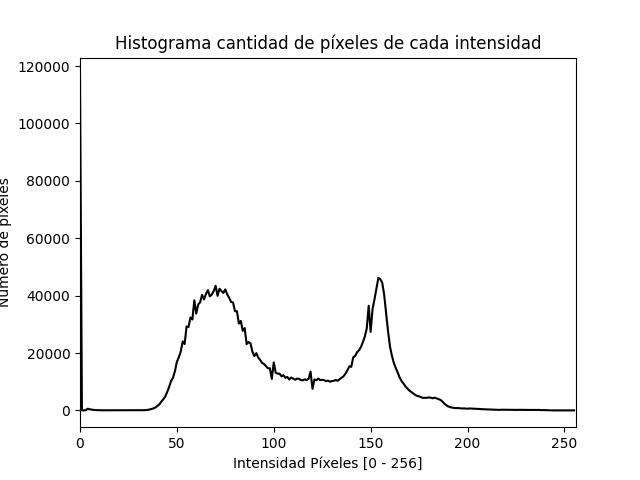 Histograma cantidad de píxeles de cada intensidad
Número de píxeles
120000
100000
80000
60000
40000
20000
0
0 50 100 150 200 250
Intensidad Píxeles [0 - 256]